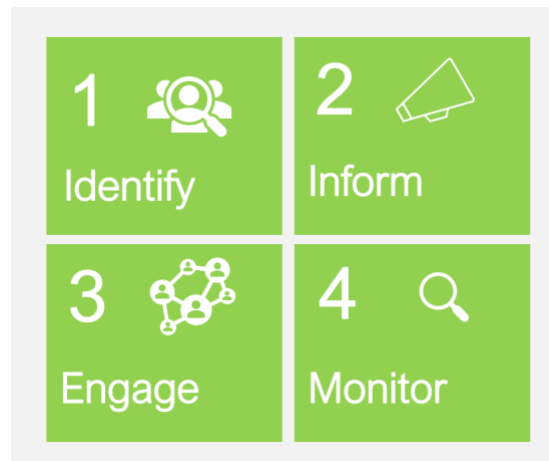 1
Identify
2
Inform
3
Engage
4
Monitor